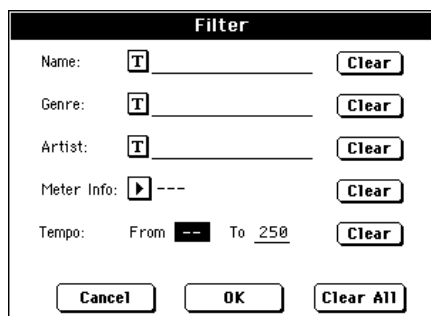 Filter
Name: T Clear
Genre: T Clear
Artist: T Clear
Meter Info: --- Clear
Tempo: From -- To 250 Clear
Cancel OK Clear All